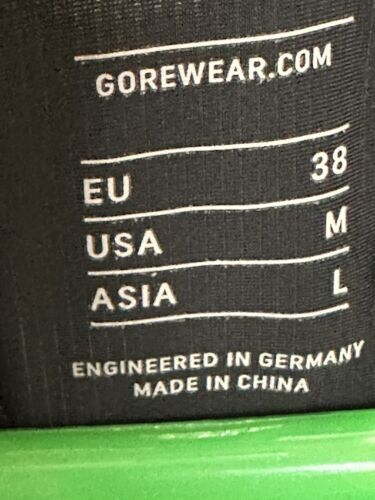 GOREWEAR.COM
EU 38
USA M
ASIA L
ENGINEERED IN GERMANY
MADE IN CHINA